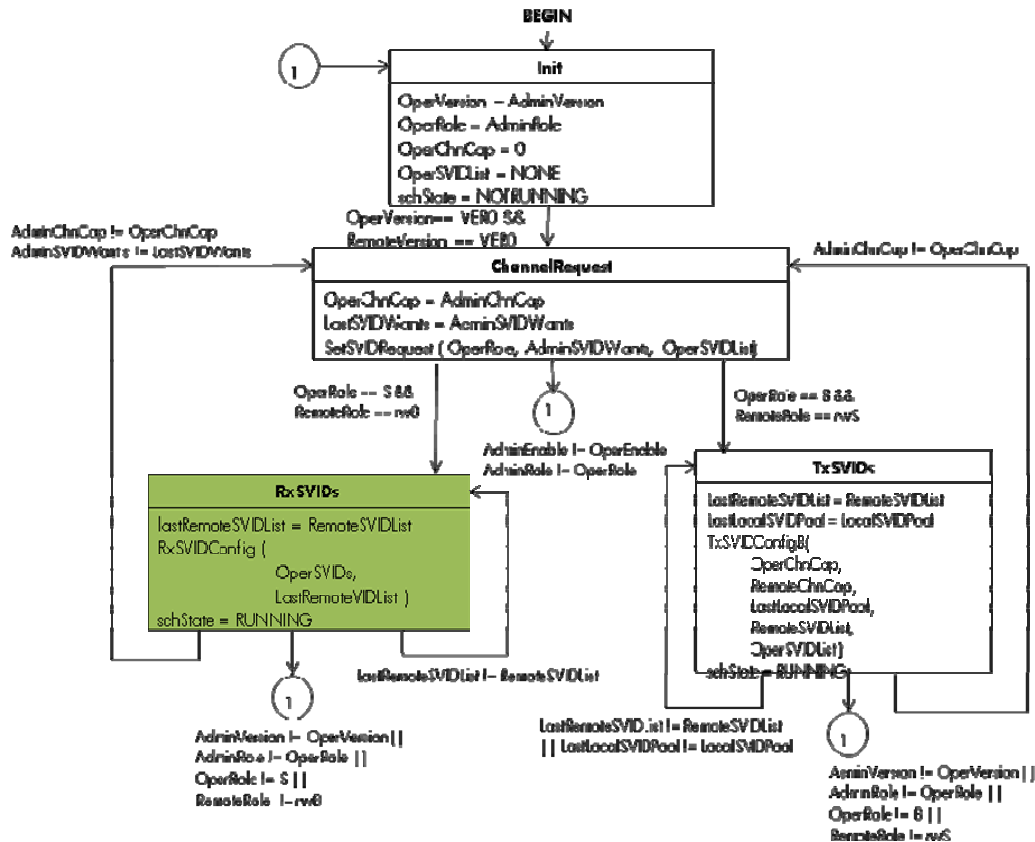 BEGIN
1
Init
OperVersion = AdminVersion
OperRole = AdminRole
OperChnCap = 0
OperSVIDList = NONE
schState = NOTRUNNING
OperVersion== VER0 &&
RemoteVersion == VER0
AdminChnCap != OperChnCap
AdminSVIDWants != LastSVIDWants
AdminChnCap != OperChnCap
ChannelRequest
OperChnCap = AdminChnCap
LastSVIDWants = AdminSVIDWants
SetSVIDRequest ( OperRole, AdminSVIDWants, OperSVIDList)
OperRole == S &&
RemoteRole == rwB
1
OperRole == B &&
RemoteRole == rwS
AdminEnable != OperEnable
AdminRole != OperRole
RxSVIDs
lastRemoteSVIDList = RemoteSVIDList
RxSVIDConfig (
OperSVIDs,
LastRemoteVIDList )
schState = RUNNING
TxSVIDs
lastRemoteSVIDList = RemoteSVIDList
LastLocalSVIDPool = LocalSVIDPool
TxSVIDConfigB(
OperChnCap,
RemoteChnCap,
LastLocalSVIDPool,
RemoteSVIDList,
OperSVIDList)
schState = RUNNING
lastRemoteSVIDList != RemoteSVIDList
1
AdminVersion != OperVersion ||
AdminRole != OperRole ||
OperRole != S ||
RemoteRole != rwB
LastRemoteSVIDList != RemoteSVIDList
|| LastLocalSVIDPool != LocalSVIDPool
1
AdminVersion != OperVersion ||
AdminRole != OperRole ||
OperRole != B ||
RemoteRole != rwS